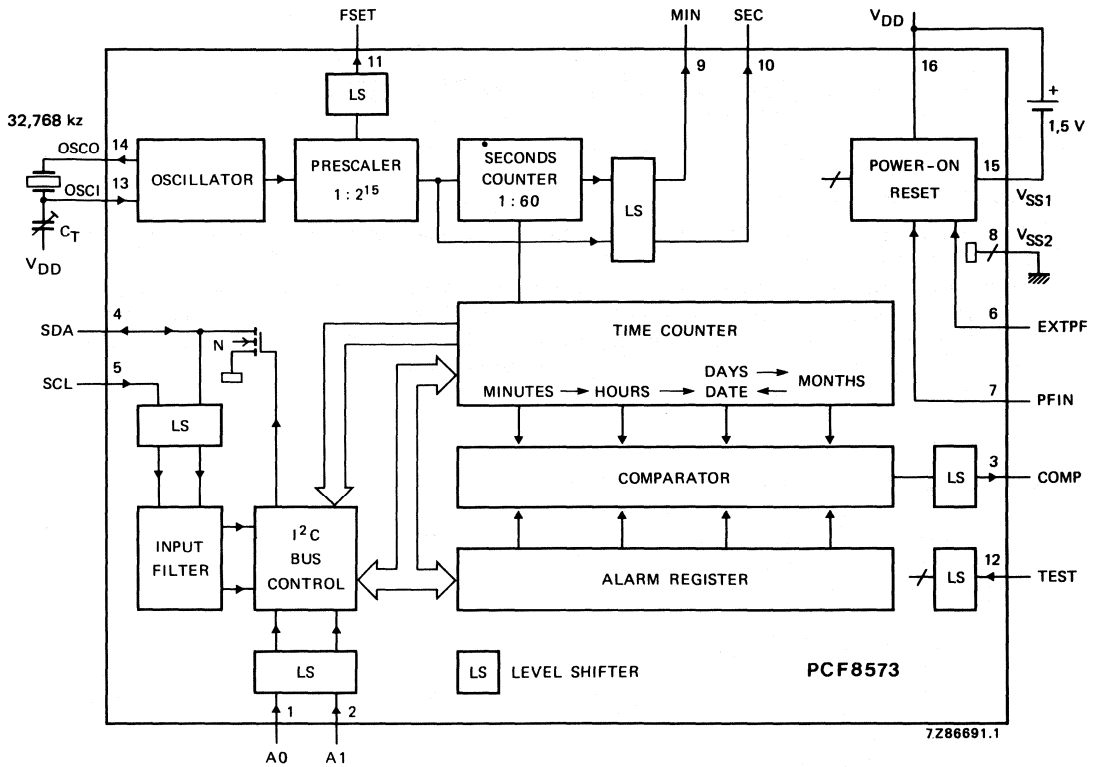 FSET
MIN
SEC
VDD
11
9
10
16
LS
+
1,5 V
32,768 kz
OSCO
14
OSCI
13
CT
VDD
OSCILLATOR
PRESCALER
1 : 2^15
SECONDS
COUNTER
1 : 60
LS
POWER-ON
RESET
15
VSS1
8
VSS2
6
EXTPF
7
PFIN
SDA
4
N
SCL
5
LS
TIME COUNTER
MINUTES
HOURS
DAYS
DATE
MONTHS
COMPARATOR
LS
3
COMP
INPUT
FILTER
I²C
BUS
CONTROL
ALARM REGISTER
LS
12
TEST
LS
LS
LEVEL SHIFTER
PCF8573
1
2
A0
A1
7Z86691.1